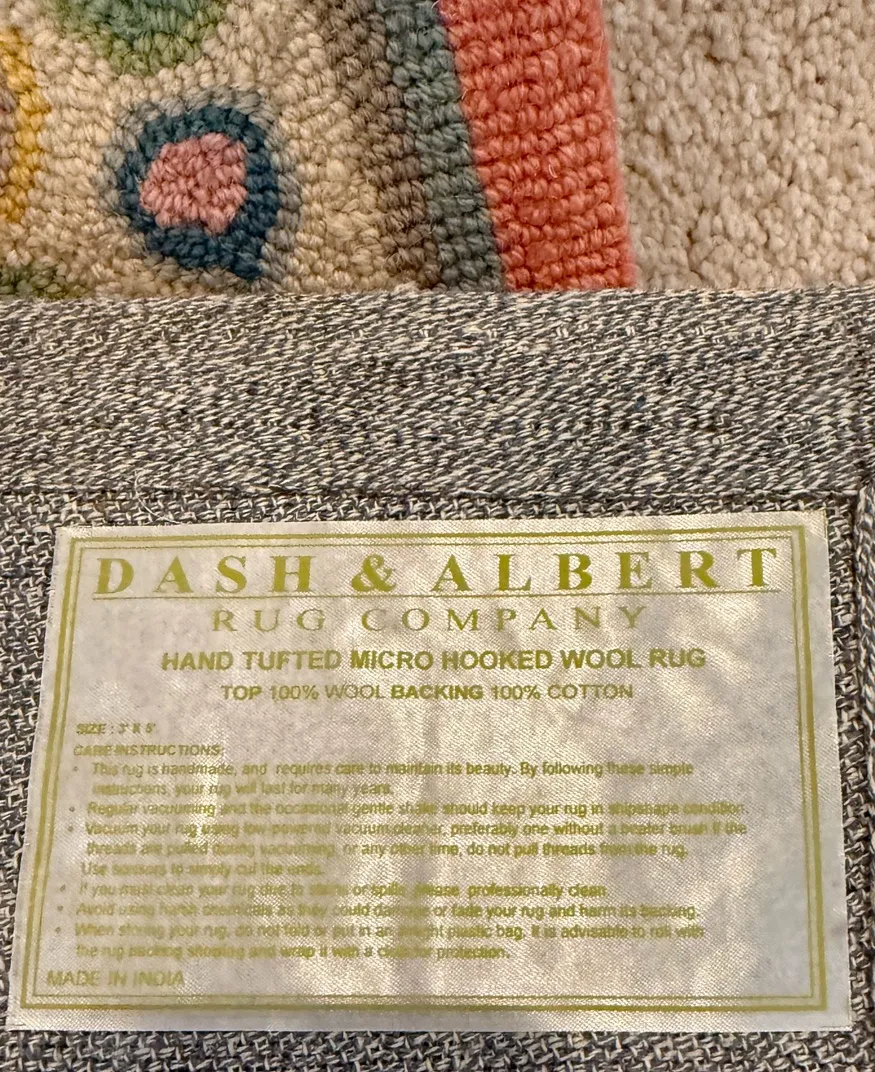 DASH & ALBERT
RUG COMPANY
HAND TUFTED MICRO HOOKED WOOL RUG
TOP 100% WOOL BACKING 100% COTTON
SIZE : 3' X 5'
CARE INSTRUCTIONS:
• This rug is handmade, and requires care to maintain its beauty. By following these simple
instructions, your rug will last for many years.
• Regular vacuuming and the occasional gentle shake should keep your rug in shipshape condition.
• Vacuum your rug using low-powered vacuum cleaner, preferably one without a beater brush If the
threads are pulled during vacuuming, or any other time, do not pull threads from the rug.
Use scissors to simply cut the ends.
• If you must clean your rug due to stains or spills, please professionally clean.
• Avoid using harsh chemicals as they could damage or fade your rug and harm its backing.
• When storing your rug, do not fold or put in an airtight plastic bag. It is advisable to roll with
the rug backing showing and wrap it with a cloth for protection.
MADE IN INDIA